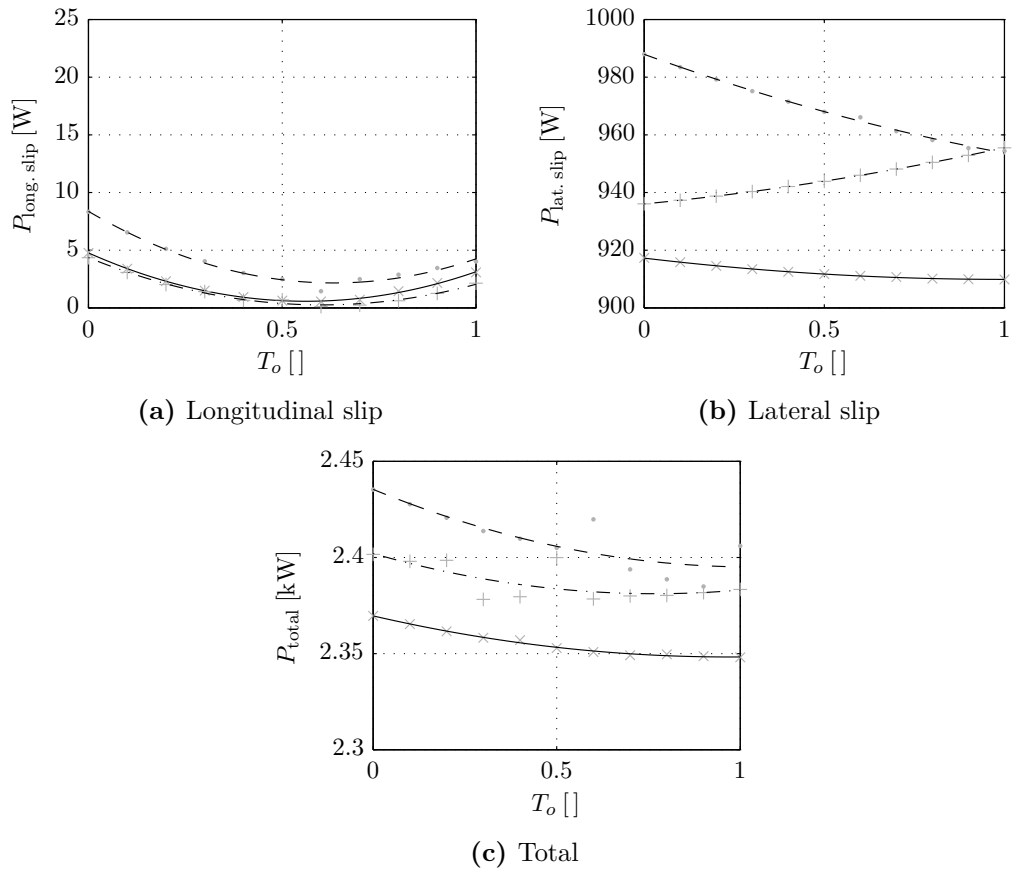 25
20
15
10
5
0
P_long. slip [W]
0
0.5
1
T_o [ ]
(a) Longitudinal slip
1000
980
960
940
920
900
P_lat. slip [W]
0
0.5
1
T_o [ ]
(b) Lateral slip
2.45
2.4
2.35
2.3
P_total [kW]
0
0.5
1
T_o [ ]
(c) Total